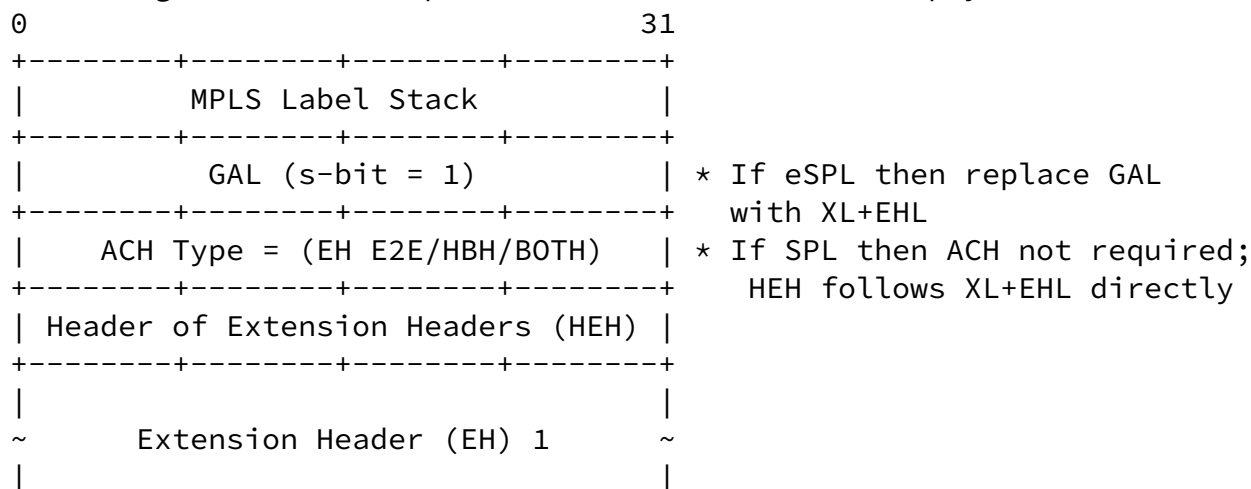 0                                     31
+--------+--------+--------+--------+
|          MPLS Label Stack           |
+--------+--------+--------+--------+
|           GAL (s-bit = 1)           | * If eSPL then replace GAL
+--------+--------+--------+--------+   with XL+EHL
|     ACH Type = (EH E2E/HBH/BOTH)    | * If SPL then ACH not required;
+--------+--------+--------+--------+    HEH follows XL+EHL directly
| Header of Extension Headers (HEH) |
+--------+--------+--------+--------+
|                                     |
~       Extension Header (EH) 1       ~
|                                     |